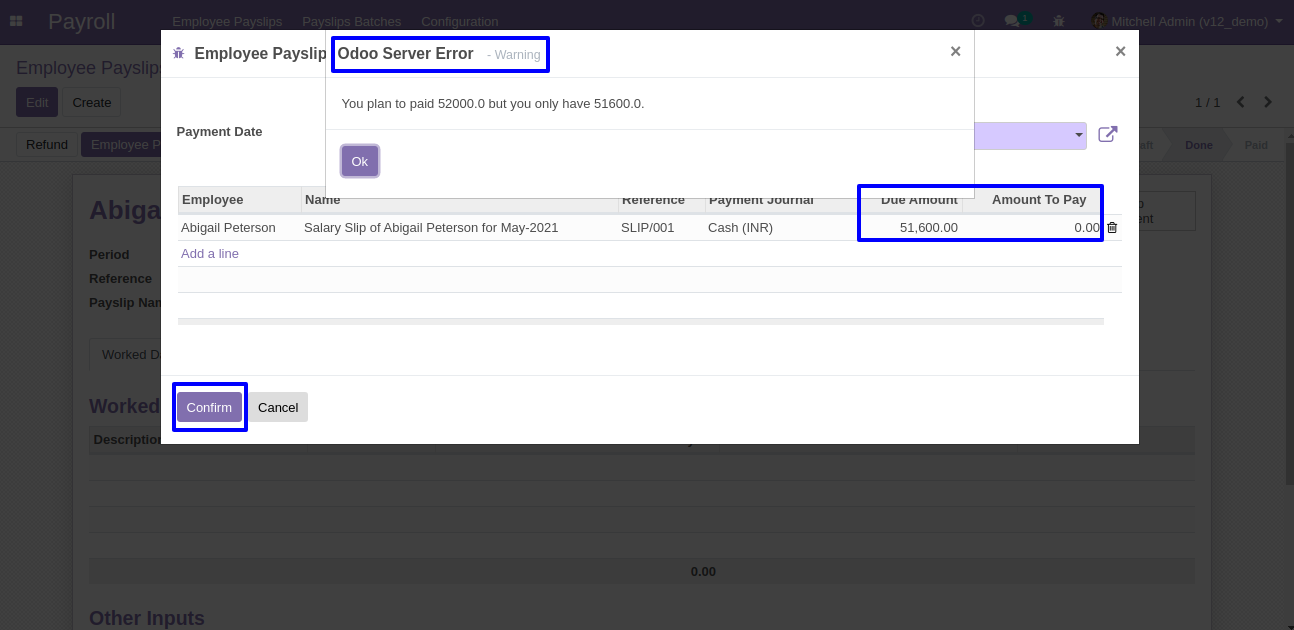 Payroll Employee Payslips Payslips Batches Configuration 1 Mitchell Admin (v12_demo)
Employee Payslips
Edit Create 1 / 1
Refund Employee P Done Paid
Employee Payslip
Odoo Server Error - Warning × ×
You plan to paid 52000.0 but you only have 51600.0.
Payment Date
Ok
Employee Name Reference Payment Journal Due Amount Amount To Pay
Abigail Peterson Salary Slip of Abigail Peterson for May-2021 SLIP/001 Cash (INR) 51,600.00 0.00
Add a line
Abiga
Period
Reference
Payslip Nam
Worked D
Confirm Cancel
Worked
Description
0.00
Other Inputs